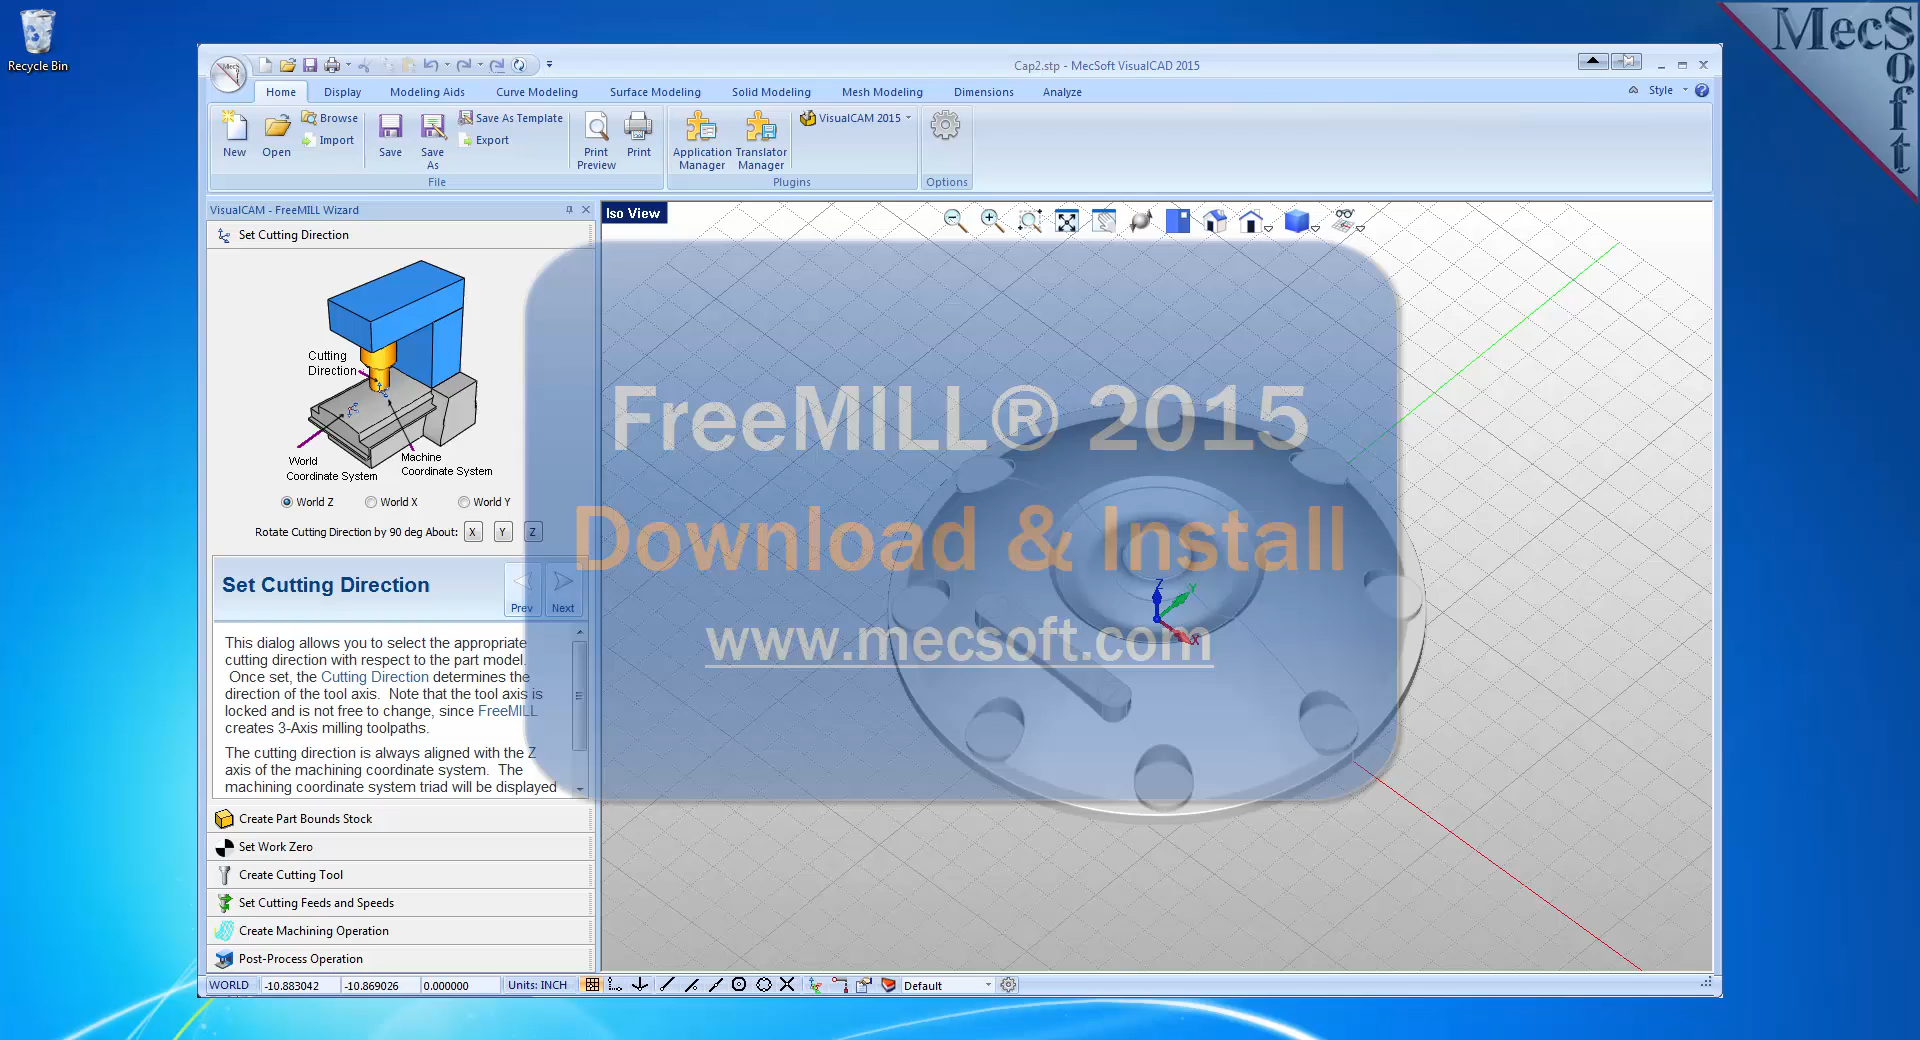 Recycle Bin
MecSoft
Cap2.stp - MecSoft VisualCAD 2015
Home Display Modeling Aids Curve Modeling Surface Modeling Solid Modeling Mesh Modeling Dimensions Analyze Style
New Open Browse Import Save Save As Save As Template Export Print Preview Print Application Manager Translator Manager VisualCAM 2015
File Plugins Options
VisualCAM - FreeMILL Wizard
Iso View
Set Cutting Direction
Cutting
Direction
World
Coordinate System
Machine
Coordinate System
World Z World X World Y
Rotate Cutting Direction by 90 deg About: X Y Z
Set Cutting Direction
Prev Next
This dialog allows you to select the appropriate
cutting direction with respect to the part model.
Once set, the Cutting Direction determines the
direction of the tool axis. Note that the tool axis is
locked and is not free to change, since FreeMILL
creates 3-Axis milling toolpaths.
The cutting direction is always aligned with the Z
axis of the machining coordinate system. The
machining coordinate system triad will be displayed
FreeMILL® 2015
Download & Install
www.mecsoft.com
Z
Y
X
Create Part Bounds Stock
Set Work Zero
Create Cutting Tool
Set Cutting Feeds and Speeds
Create Machining Operation
Post-Process Operation
WORLD -10.883042 -10.869026 0.000000 Units: INCH Default